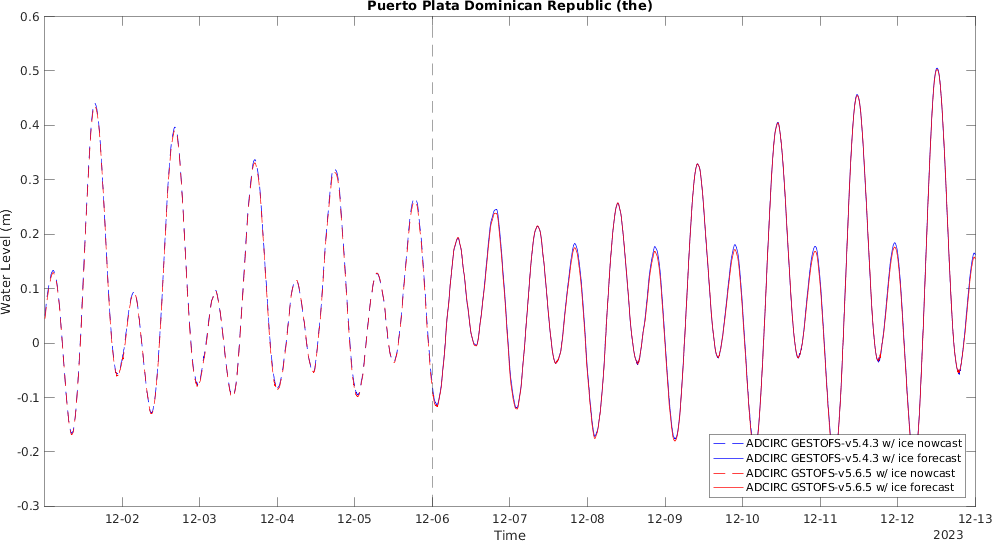 Puerto Plata Dominican Republic (the)
0.6
0.5
0.4
0.3
0.2
0.1
0
-0.1
-0.2
-0.3
Water Level (m)
ADCIRC GESTOFS-v5.4.3 w/ ice nowcast
ADCIRC GESTOFS-v5.4.3 w/ ice forecast
ADCIRC GSTOFS-v5.6.5 w/ ice nowcast
ADCIRC GSTOFS-v5.6.5 w/ ice forecast
12-02 12-03 12-04 12-05 12-06 12-07 12-08 12-09 12-10 12-11 12-12 12-13
Time
2023